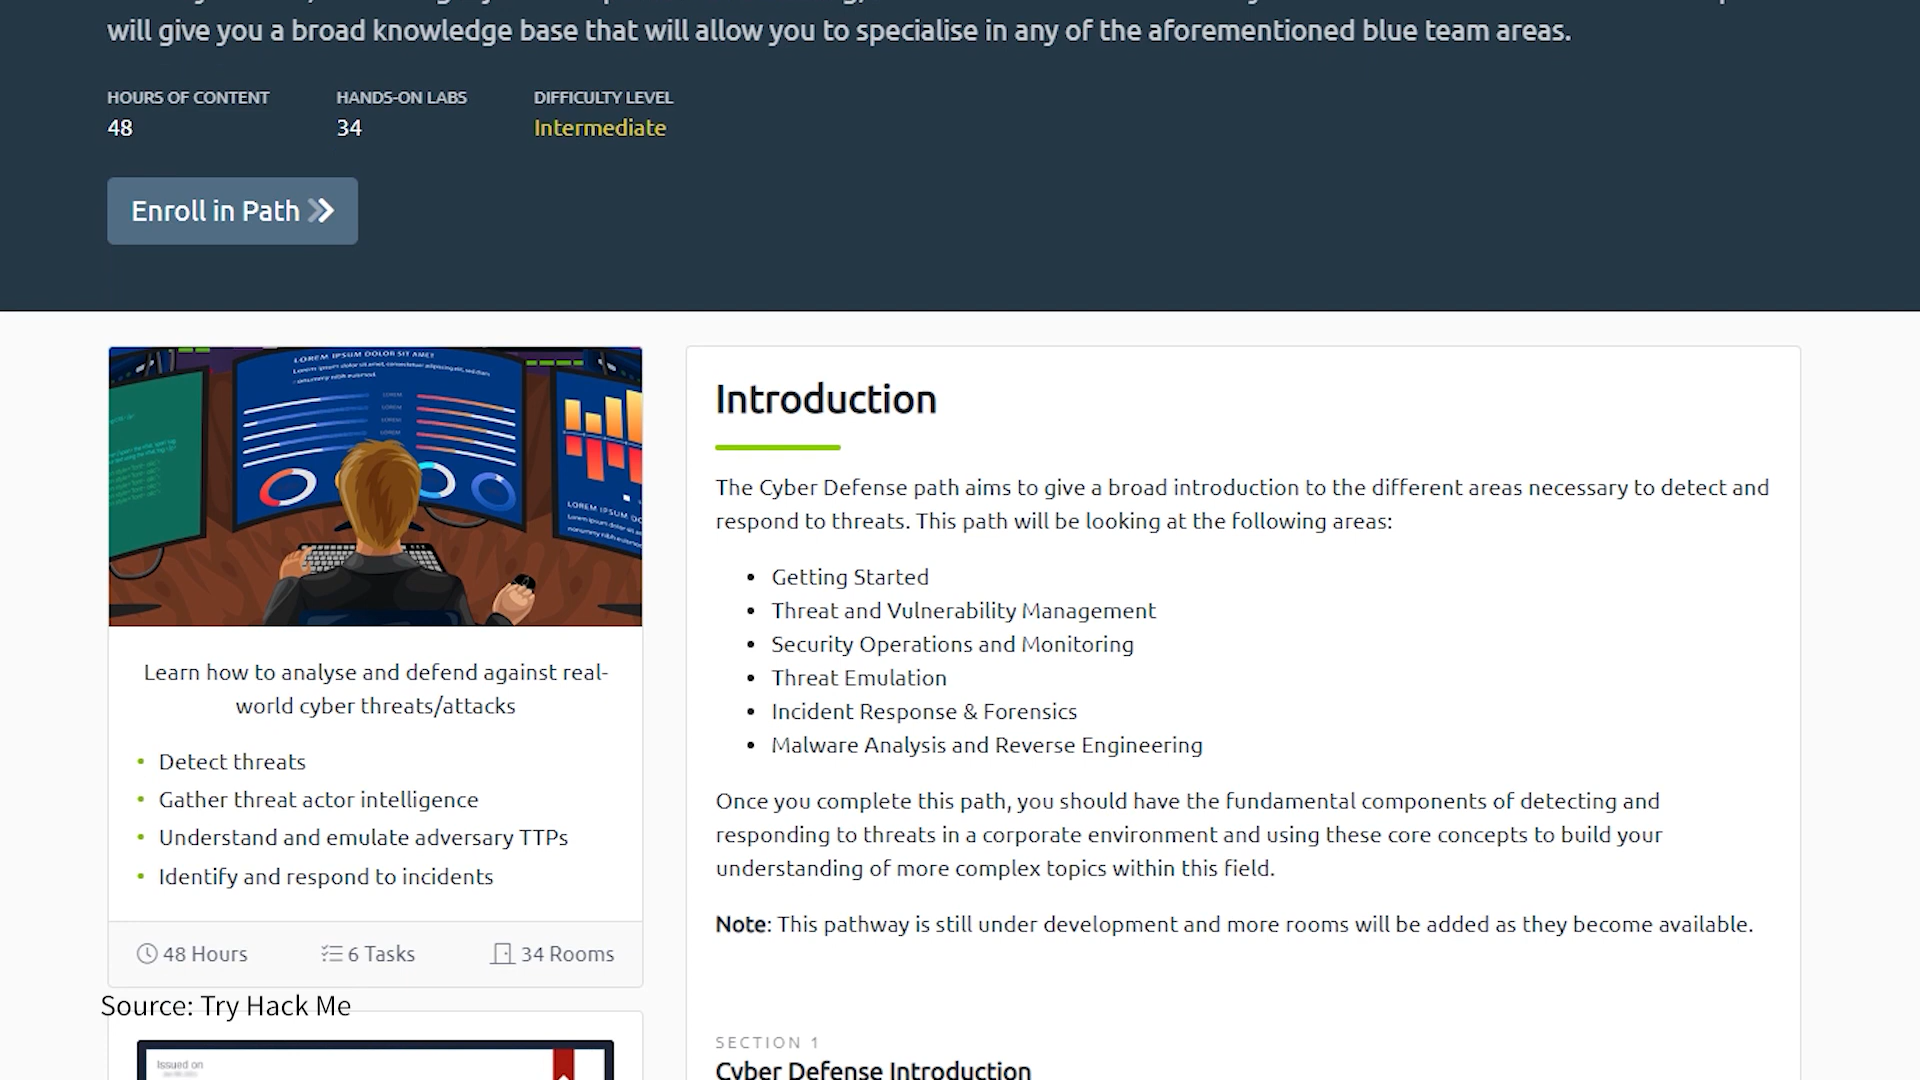 will give you a broad knowledge base that will allow you to specialise in any of the aforementioned blue team areas.
HOURS OF CONTENT
48
HANDS-ON LABS
34
DIFFICULTY LEVEL
Intermediate
Enroll in Path
LOREM IPSUM DOLOR SIT AMET
Learn how to analyse and defend against real-
world cyber threats/attacks
• Detect threats
• Gather threat actor intelligence
• Understand and emulate adversary TTPs
• Identify and respond to incidents
48 Hours
6 Tasks
34 Rooms
Source: Try Hack Me
Issued on
Introduction
The Cyber Defense path aims to give a broad introduction to the different areas necessary to detect and
respond to threats. This path will be looking at the following areas:
• Getting Started
• Threat and Vulnerability Management
• Security Operations and Monitoring
• Threat Emulation
• Incident Response & Forensics
• Malware Analysis and Reverse Engineering
Once you complete this path, you should have the fundamental components of detecting and
responding to threats in a corporate environment and using these core concepts to build your
understanding of more complex topics within this field.
Note: This pathway is still under development and more rooms will be added as they become available.
SECTION 1
Cyber Defense Introduction